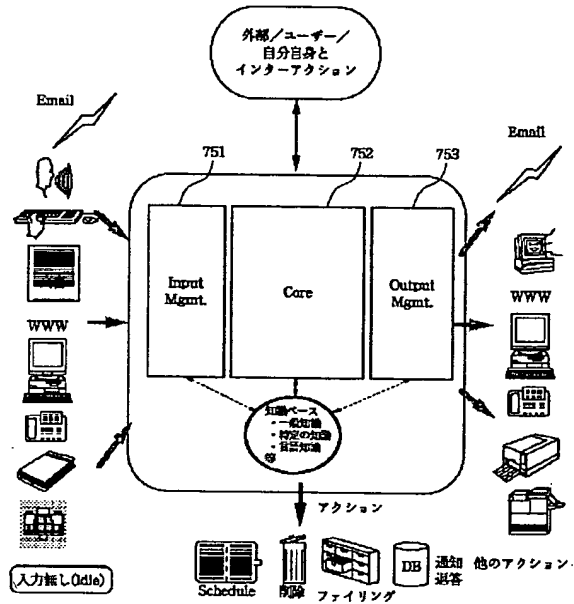 外部／ユーザー／
自分自身と
インターアクション
Email
Email
751
752
753
Input
Mgmt.
Core
Output
Mgmt.
WWW
WWW
知識ベース
・一般知識
・特定の知識
・言語知識
等
アクション
入力無し(Idle)
Schedule
削除
ファイリング
DB
通知
返答
他のアクション・